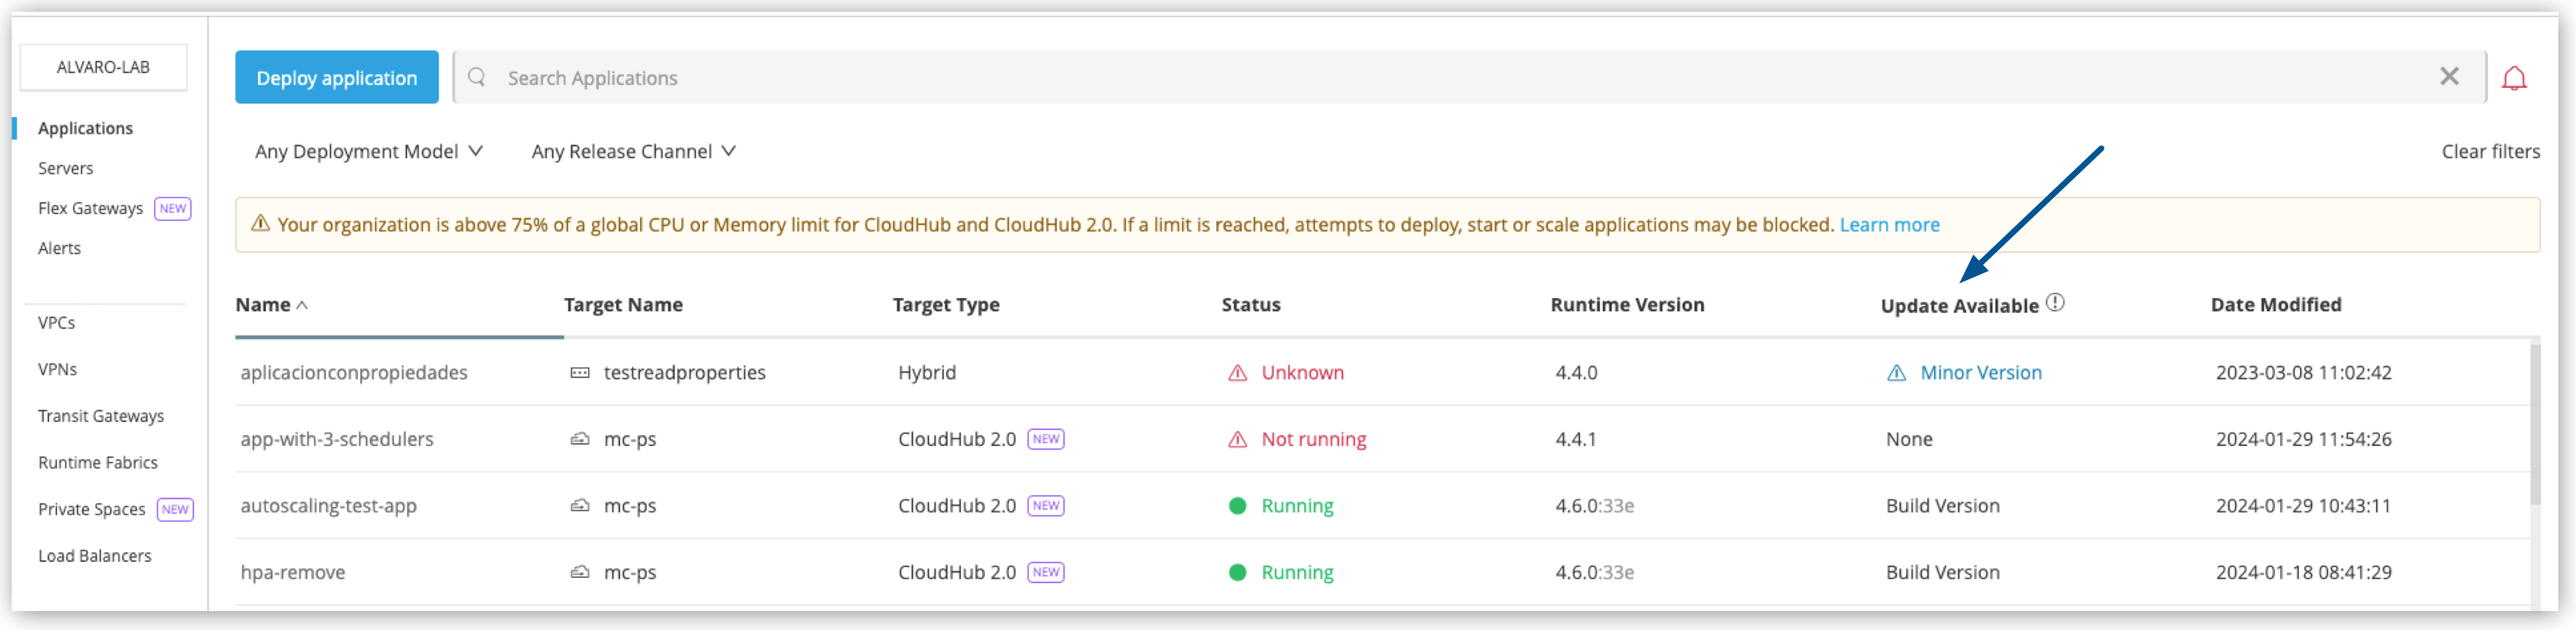 ALVARO-LAB
Applications
Servers
Flex Gateways NEW
Alerts
VPCs
VPNs
Transit Gateways
Runtime Fabrics
Private Spaces NEW
Load Balancers
Deploy application
Search Applications
Any Deployment Model
Any Release Channel
Clear filters
Your organization is above 75% of a global CPU or Memory limit for CloudHub and CloudHub 2.0. If a limit is reached, attempts to deploy, start or scale applications may be blocked. Learn more
Name Target Name Target Type Status Runtime Version Update Available Date Modified
aplicacionconpropiedades testreadproperties Hybrid Unknown 4.4.0 Minor Version 2023-03-08 11:02:42
app-with-3-schedulers mc-ps CloudHub 2.0 NEW Not running 4.4.1 None 2024-01-29 11:54:26
autoscaling-test-app mc-ps CloudHub 2.0 NEW Running 4.6.0:33e Build Version 2024-01-29 10:43:11
hpa-remove mc-ps CloudHub 2.0 NEW Running 4.6.0:33e Build Version 2024-01-18 08:41:29